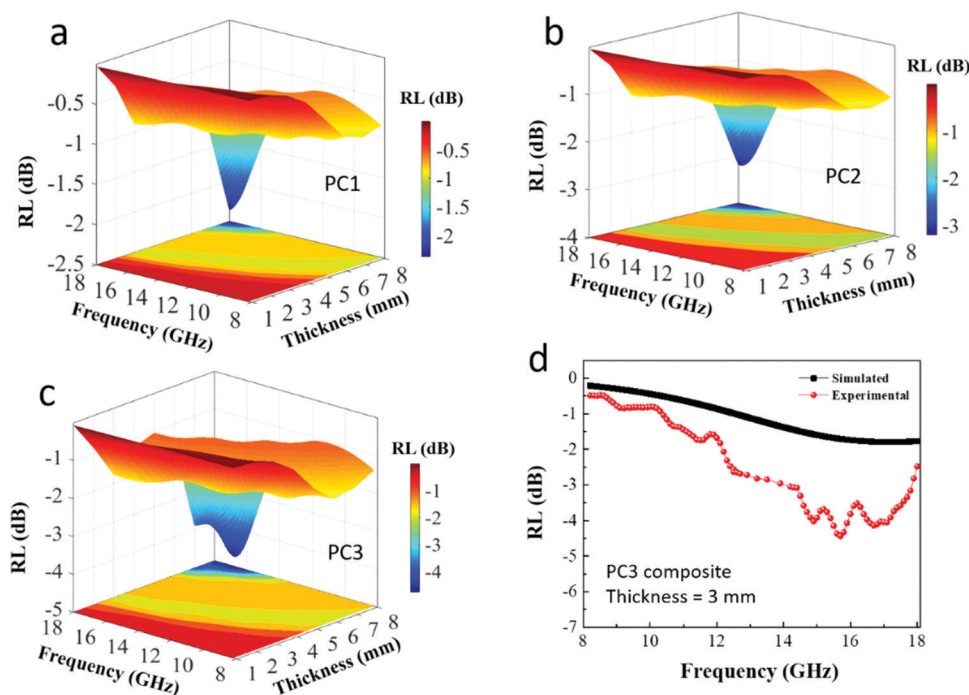 a
RL (dB)
-0.5
-1
-1.5
-2
-2.5
RL (dB)
-0.5
-1
-1.5
-2
PC1
18 16 14 12 10 8
Frequency (GHz)
1 2 3 4 5 6 7 8
Thickness (mm)
b
RL (dB)
-1
-2
-3
-4
RL (dB)
-1
-2
-3
PC2
18 16 14 12 10 8
Frequency (GHz)
1 2 3 4 5 6 7 8
Thickness (mm)
c
RL (dB)
-1
-2
-3
-4
-5
RL (dB)
-1
-2
-3
-4
PC3
18 16 14 12 10 8
Frequency (GHz)
1 2 3 4 5 6 7 8
Thickness (mm)
d
Simulated
Experimental
RL (dB)
0
-1
-2
-3
-4
-5
-6
-7
PC3 composite
Thickness = 3 mm
8 10 12 14 16 18
Frequency (GHz)